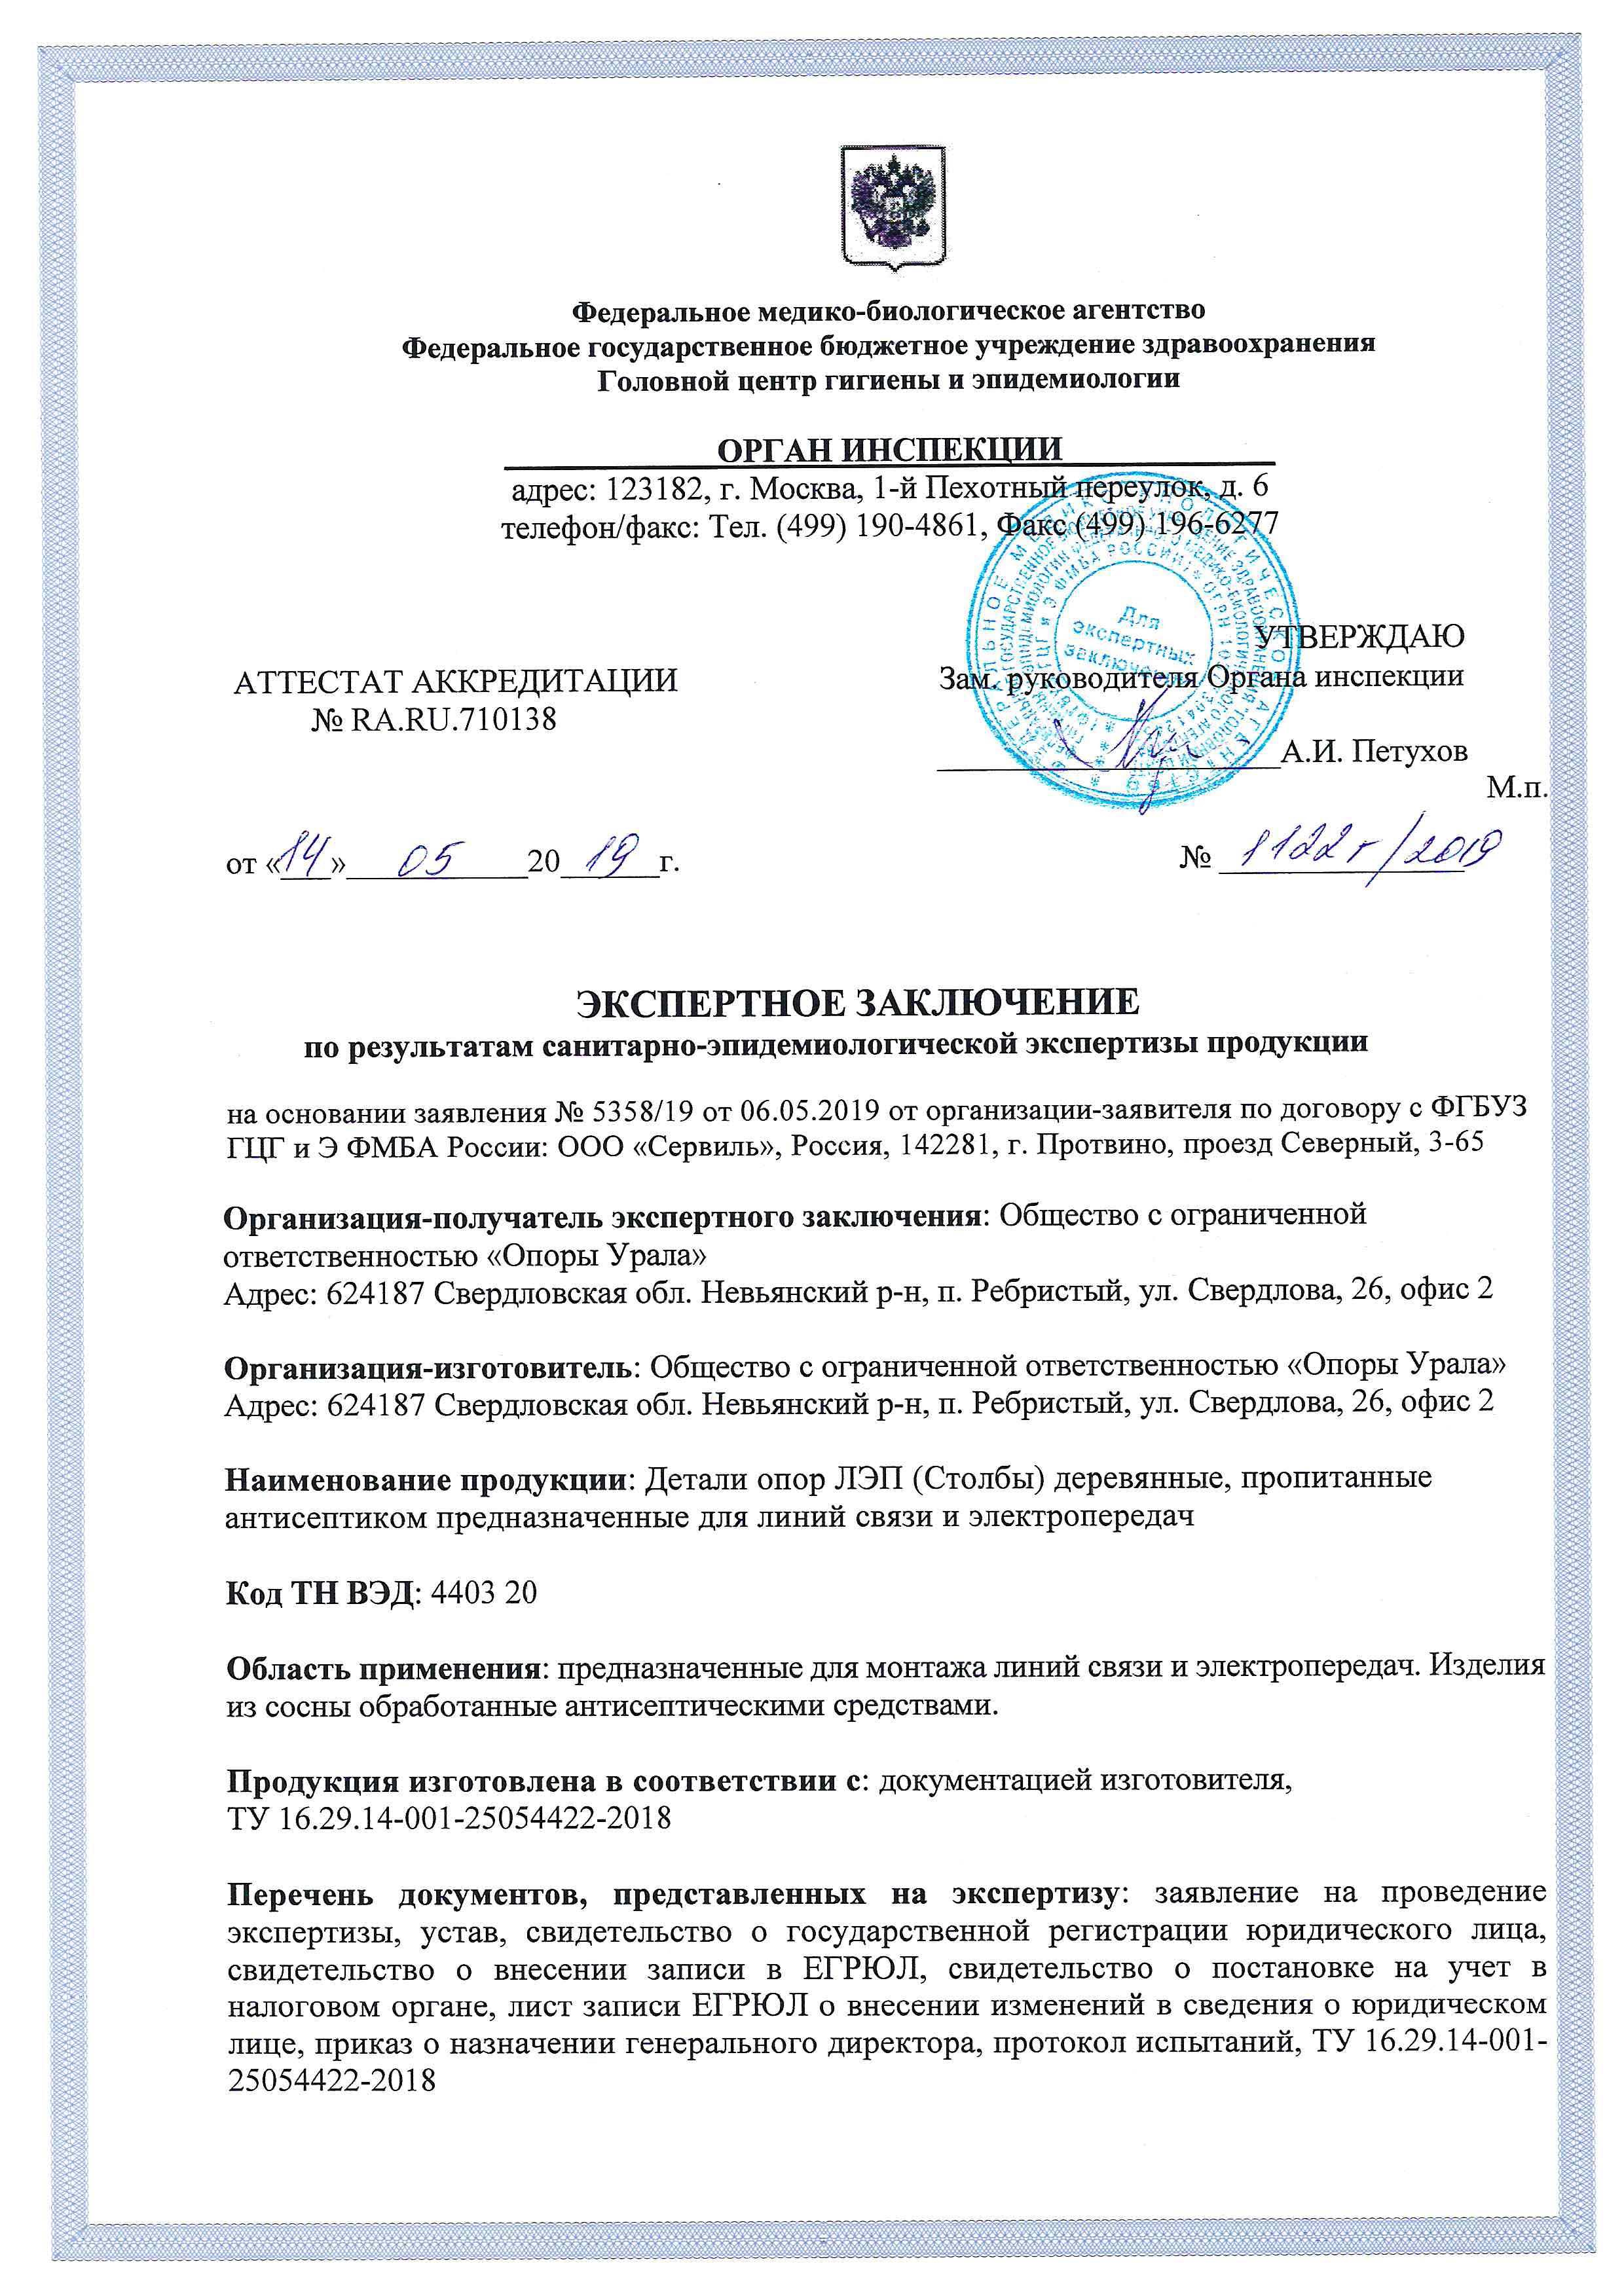 Федеральное медико-биологическое агентство
Федеральное государственное бюджетное учреждение здравоохранения
Головной центр гигиены и эпидемиологии
ОРГАН ИНСПЕКЦИИ
адрес: 123182, г. Москва, 1-й Пехотный переулок, д. 6
телефон/факс: Тел. (499) 190-4861, Факс (499) 196-6277
Для
экспертных
заключений
УТВЕРЖДАЮ
АТТЕСТАТ АККРЕДИТАЦИИ
Зам. руководителя Органа инспекции
№ RA.RU.710138
А.И. Петухов
М.п.
от «14» 05 2019 г.
№ 1122г/2019
ЭКСПЕРТНОЕ ЗАКЛЮЧЕНИЕ
по результатам санитарно-эпидемиологической экспертизы продукции
на основании заявления № 5358/19 от 06.05.2019 от организации-заявителя по договору с ФГБУЗ
ГЦГ и Э ФМБА России: ООО «Сервиль», Россия, 142281, г. Протвино, проезд Северный, 3-65
Организация-получатель экспертного заключения: Общество с ограниченной
ответственностью «Опоры Урала»
Адрес: 624187 Свердловская обл. Невьянский р-н, п. Ребристый, ул. Свердлова, 26, офис 2
Организация-изготовитель: Общество с ограниченной ответственностью «Опоры Урала»
Адрес: 624187 Свердловская обл. Невьянский р-н, п. Ребристый, ул. Свердлова, 26, офис 2
Наименование продукции: Детали опор ЛЭП (Столбы) деревянные, пропитанные
антисептиком предназначенные для линий связи и электропередач
Код ТН ВЭД: 4403 20
Область применения: предназначенные для монтажа линий связи и электропередач. Изделия
из сосны обработанные антисептическими средствами.
Продукция изготовлена в соответствии с: документацией изготовителя,
ТУ 16.29.14-001-25054422-2018
Перечень документов, представленных на экспертизу: заявление на проведение
экспертизы, устав, свидетельство о государственной регистрации юридического лица,
свидетельство о внесении записи в ЕГРЮЛ, свидетельство о постановке на учет в
налоговом органе, лист записи ЕГРЮЛ о внесении изменений в сведения о юридическом
лице, приказ о назначении генерального директора, протокол испытаний, ТУ 16.29.14-001-
25054422-2018